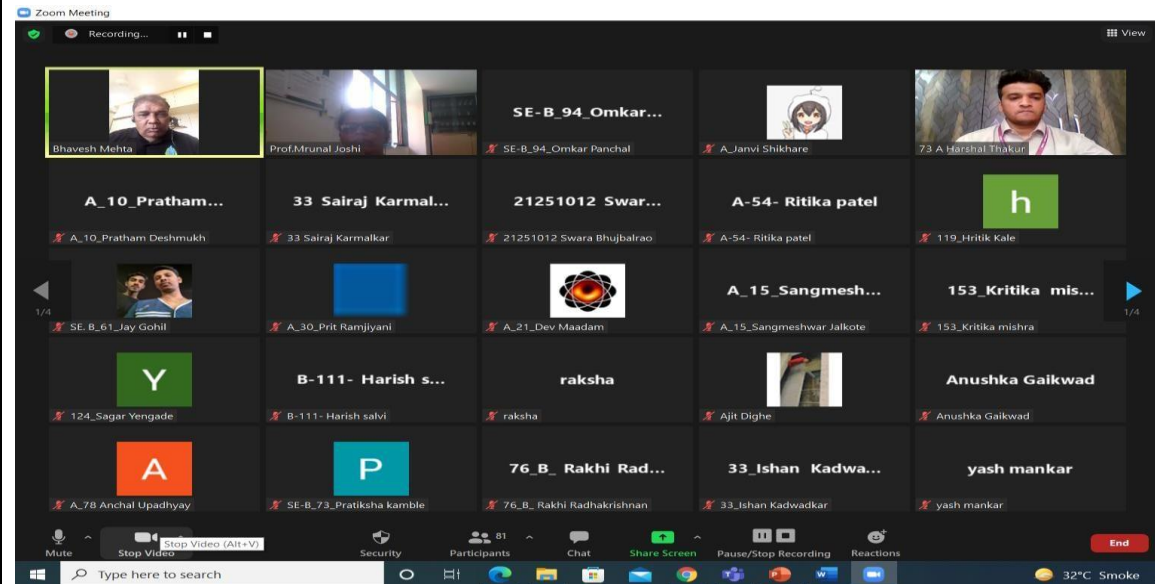 Zoom Meeting
Recording...
View
Bhavesh Mehta
Prof.Mrunal Joshi
SE-B_94_Omkar...
SE-B_94_Omkar Panchal
A_Janvi Shikhare
73 A Harshal Thakur
A_10_Pratham...
A_10_Pratham Deshmukh
33 Sairaj Karmal...
33 Sairaj Karmalkar
21251012 Swar...
21251012 Swara Bhujbalrao
A-54- Ritika patel
A-54- Ritika patel
h
119_Hritik Kale
1/4
SE. B_61_Jay Gohil
A_30_Prit Ramjiyani
A_21_Dev Maadam
A_15_Sangmesh...
A_15_Sangmeshwar Jalkote
153_Kritika mis...
153_Kritika mishra
1/4
Y
124_Sagar Yengade
B-111- Harish s...
B-111- Harish salvi
raksha
raksha
Ajit Dighe
Anushka Gaikwad
Anushka Gaikwad
A
A_78 Anchal Upadhyay
P
SE-B_73_Pratiksha kamble
76_B_ Rakhi Rad...
76_B_ Rakhi Radhakrishnan
33_Ishan Kadwa...
33_Ishan Kadwadkar
yash mankar
yash mankar
Mute
Stop Video
Stop Video (Alt+V)
Security
81
Participants
Chat
Share Screen
Pause/Stop Recording
Reactions
End
Type here to search
32°C Smoke